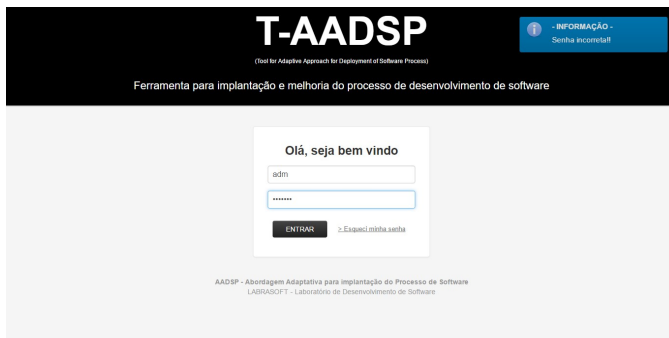 T-AADSP
- INFORMAÇÃO -
Senha incorreta!!
(Tool for Adaptive Approach for Deployment of Software Process)
Ferramenta para implantação e melhoria do processo de desenvolvimento de software
Olá, seja bem vindo
adm
•••••••
ENTRAR > Esqueci minha senha
AADSP - Abordagem Adaptativa para implantação do Processo de Software
LABRASOFT - Laboratório de Desenvolvimento de Software